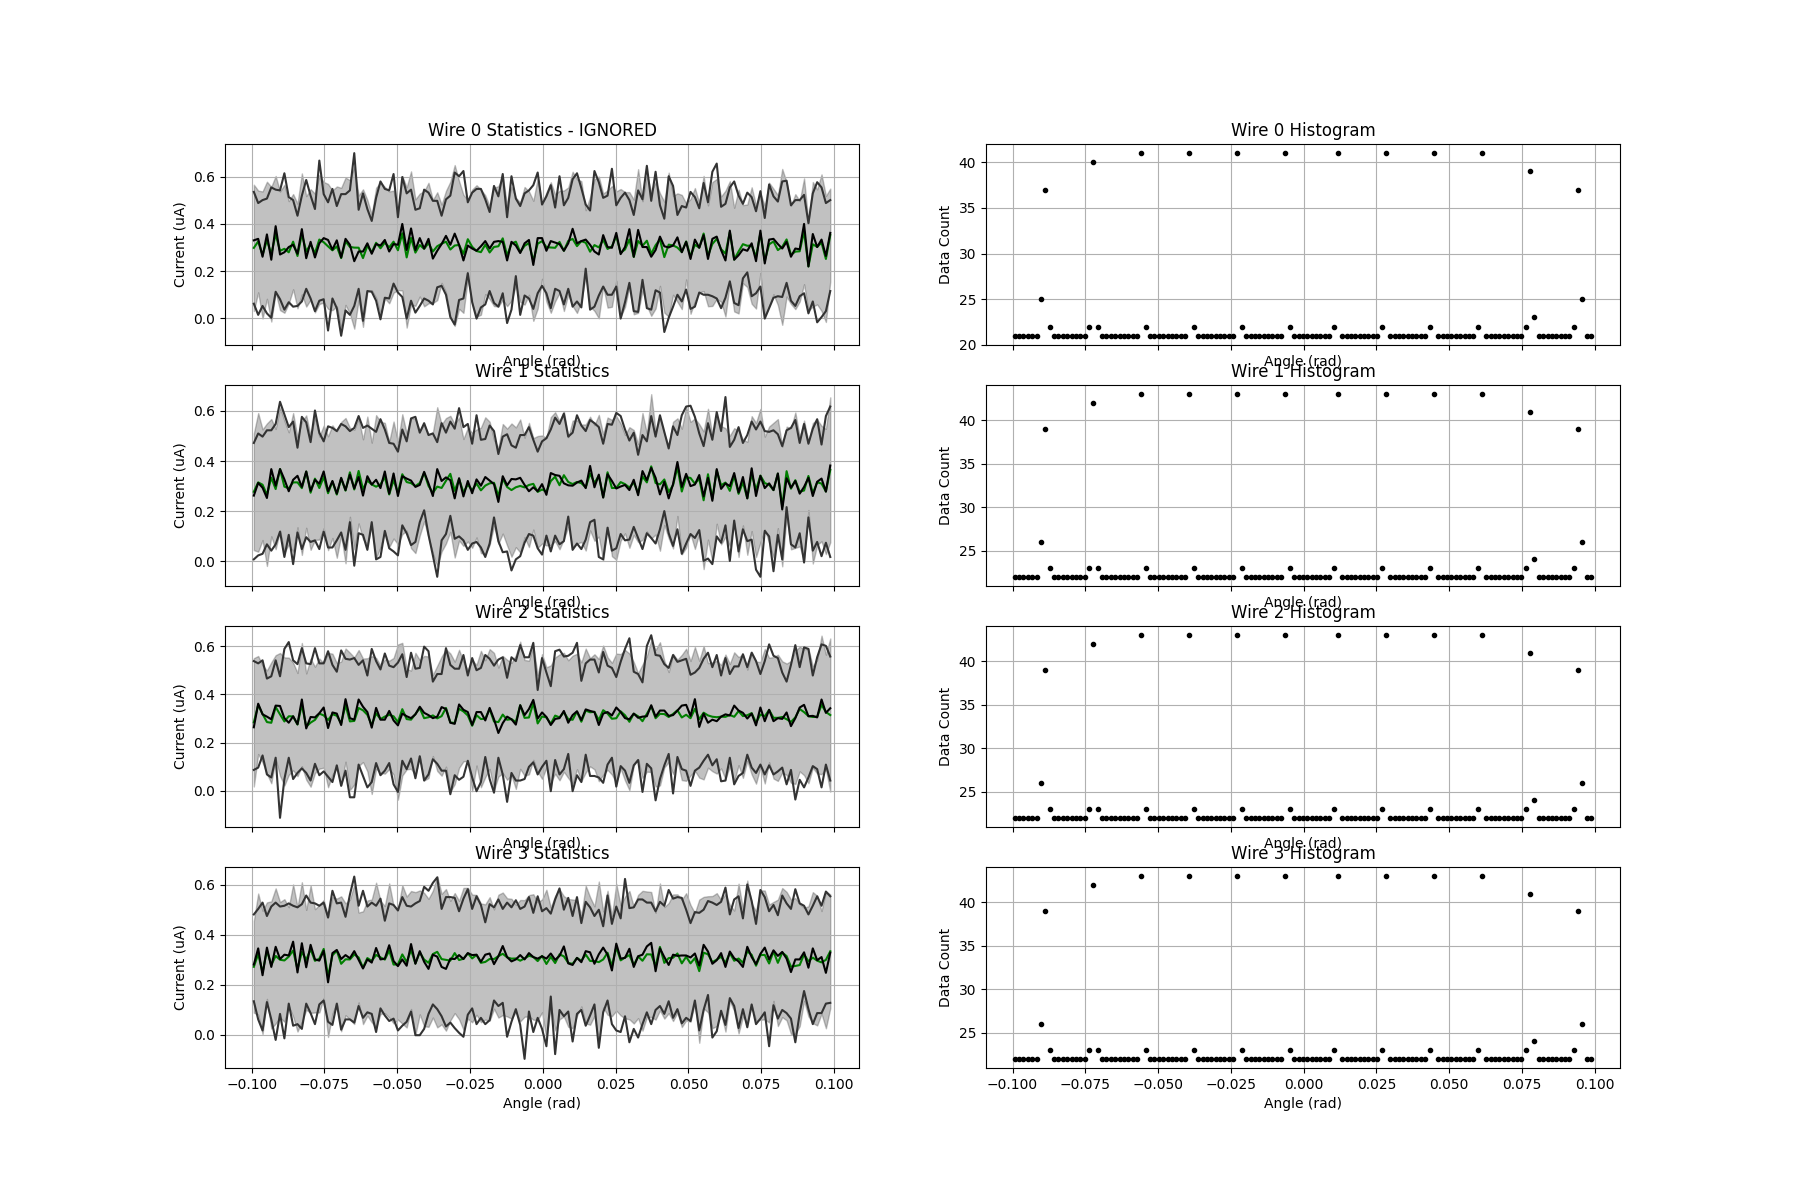 Wire 0 Statistics - IGNORED
Current (uA)
0.6
0.4
0.2
0.0
Angle (rad)
Wire 0 Histogram
Data Count
40
35
30
25
20
Angle (rad)
Wire 1 Statistics
Current (uA)
0.6
0.4
0.2
0.0
Angle (rad)
Wire 1 Histogram
Data Count
40
35
30
25
Angle (rad)
Wire 2 Statistics
Current (uA)
0.6
0.4
0.2
0.0
Angle (rad)
Wire 2 Histogram
Data Count
40
35
30
25
Angle (rad)
Wire 3 Statistics
Current (uA)
0.6
0.4
0.2
0.0
−0.100 −0.075 −0.050 −0.025 0.000 0.025 0.050 0.075 0.100
Angle (rad)
Wire 3 Histogram
Data Count
40
35
30
25
−0.100 −0.075 −0.050 −0.025 0.000 0.025 0.050 0.075 0.100
Angle (rad)